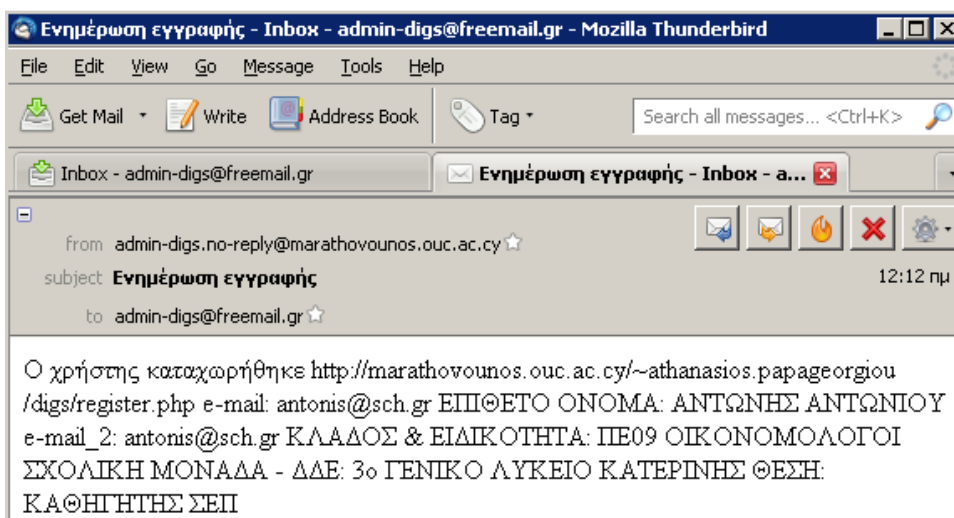 Ενημέρωση εγγραφής - Inbox - admin-digs@freemail.gr - Mozilla Thunderbird
File Edit View Go Message Tools Help
Get Mail Write Address Book Tag Search all messages... <Ctrl+K>
Inbox - admin-digs@freemail.gr Ενημέρωση εγγραφής - Inbox - a...
from admin-digs.no-reply@marathovounos.ouc.ac.cy
subject Ενημέρωση εγγραφής 12:12 πμ
to admin-digs@freemail.gr
Ο χρήστης καταχωρήθηκε http://marathovounos.ouc.ac.cy/~athanasios.papageorgiou
/digs/register.php e-mail: antonis@sch.gr ΕΠΙΘΕΤΟ ΟΝΟΜΑ: ΑΝΤΩΝΗΣ ΑΝΤΩΝΙΟΥ
e-mail_2: antonis@sch.gr ΚΛΑΔΟΣ & ΕΙΔΙΚΟΤΗΤΑ: ΠΕ09 ΟΙΚΟΝΟΜΟΛΟΓΟΙ
ΣΧΟΛΙΚΗ ΜΟΝΑΔΑ - ΔΔΕ: 3ο ΓΕΝΙΚΟ ΛΥΚΕΙΟ ΚΑΤΕΡΙΝΗΣ ΘΕΣΗ:
ΚΑΘΗΓΗΤΗΣ ΣΕΠ